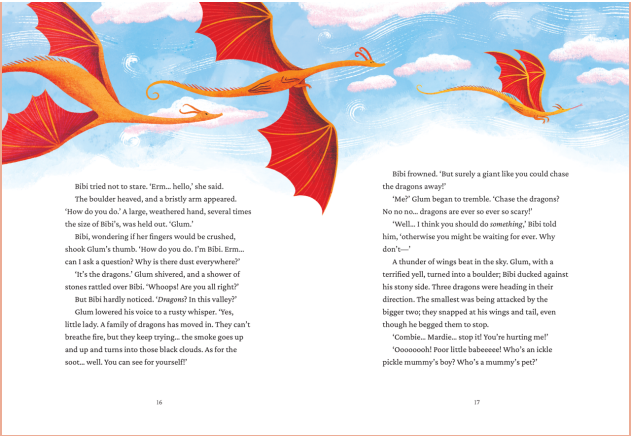 Bibi tried not to stare. ‘Erm... hello,’ she said.
The boulder heaved, and a bristly arm appeared.
‘How do you do.’ A large, weathered hand, several times
the size of Bibi’s, was held out. ‘Glum.’
Bibi, wondering if her fingers would be crushed,
shook Glum’s thumb. ‘How do you do. I’m Bibi. Erm...
can I ask a question? Why is there dust everywhere?’
‘It’s the dragons.’ Glum shivered, and a shower of
stones rattled over Bibi. ‘Whoops! Are you all right?’
But Bibi hardly noticed. ‘Dragons? In this valley?’
Glum lowered his voice to a rusty whisper. ‘Yes,
little lady. A family of dragons has moved in. They can’t
breathe fire, but they keep trying... the smoke goes up
and up and turns into those black clouds. As for the
soot... well. You can see for yourself!’
16
Bibi frowned. ‘But surely a giant like you could chase
the dragons away!’
‘Me?’ Glum began to tremble. ‘Chase the dragons?
No no no... dragons are ever so ever so scary!’
‘Well... I think you should do something,’ Bibi told
him, ‘otherwise you might be waiting for ever. Why
don’t—’
A thunder of wings beat in the sky. Glum, with a
terrified yell, turned into a boulder; Bibi ducked against
his stony side. Three dragons were heading in their
direction. The smallest was being attacked by the
bigger two; they snapped at his wings and tail, even
though he begged them to stop.
‘Combie... Mardie... stop it! You’re hurting me!’
‘Oooooooh! Poor little babeeeee! Who’s an ickle
pickle mummy’s boy? Who’s a mummy’s pet?’
17